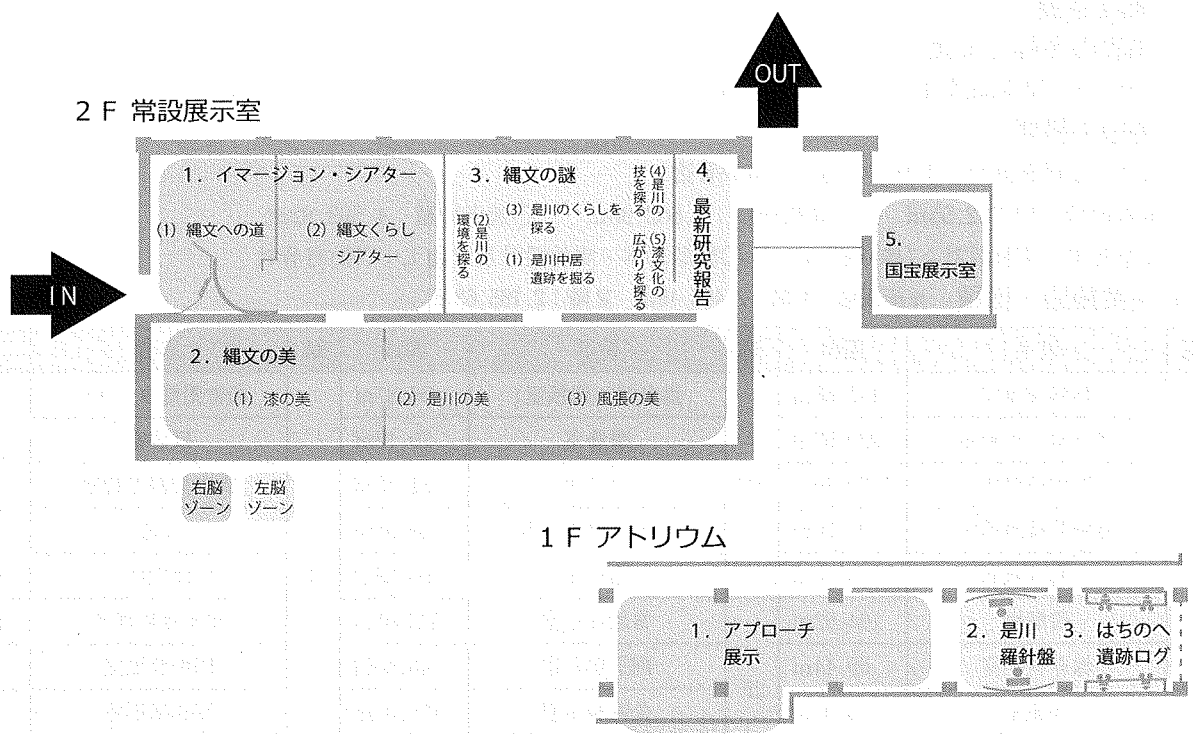 OUT
2F 常設展示室
1. イマージョン・シアター
(1) 縄文への道
(2) 縄文くらし
シアター
3. 縄文の謎
(2)是川の
環境を探る
(3) 是川のくらしを
探る
(1) 是川中居
遺跡を掘る
(4)是川の
技を探る
(5)漆文化の
広がりを探る
4.
最新研究報告
5.
国宝展示室
IN
2. 縄文の美
(1) 漆の美
(2) 是川の美
(3) 風張の美
右脳
ゾーン
左脳
ゾーン
1F アトリウム
1. アプローチ
展示
2. 是川
羅針盤
3. はちのへ
遺跡ログ